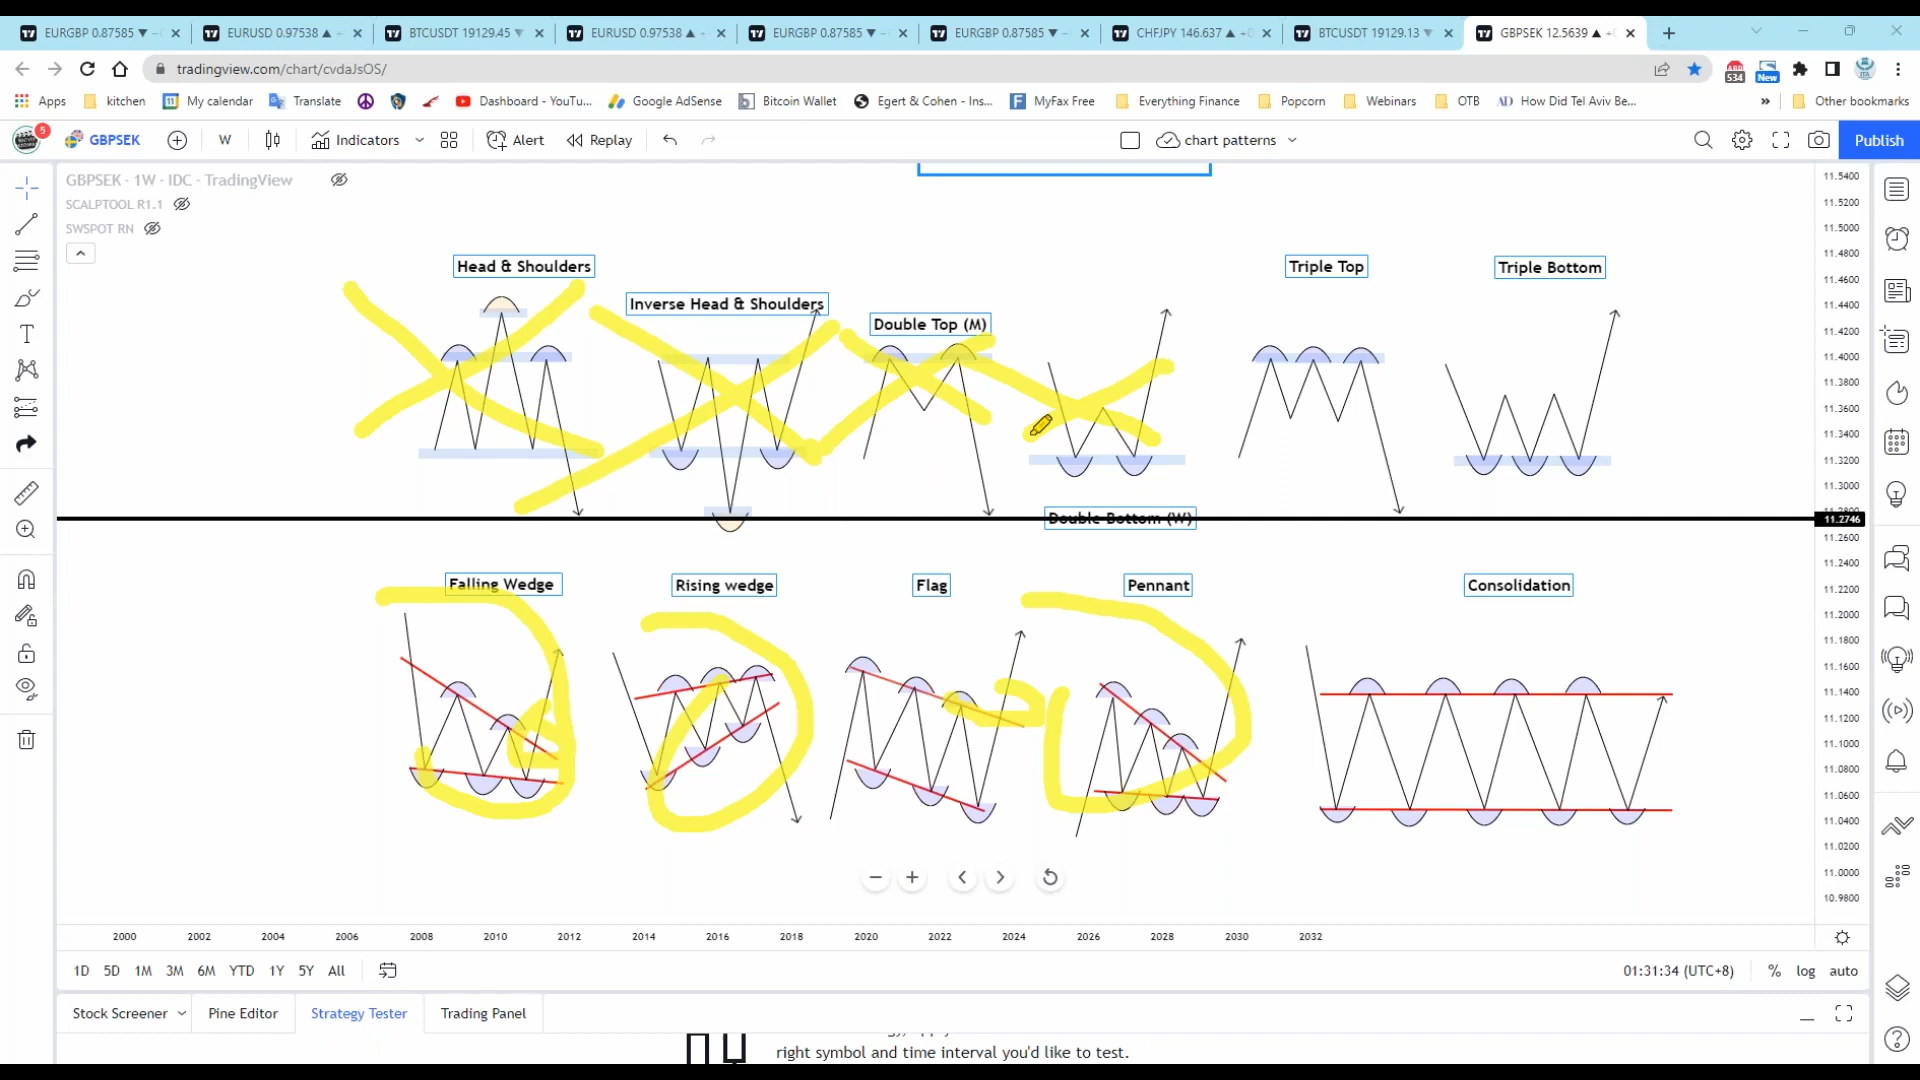 EURGBP 0.87585 ▼
EURUSD 0.97538 ▲
BTCUSDT 19129.45 ▼
EURUSD 0.97538 ▲
EURGBP 0.87585 ▼
EURGBP 0.87585 ▼
CHFJPY 146.637 ▲
BTCUSDT 19129.13 ▼
GBPSEK 12.5639 ▲
tradingview.com/chart/cvdaJsOS/
534
New
Apps
kitchen
My calendar
Translate
Dashboard - YouTu...
Google AdSense
Bitcoin Wallet
Egert & Cohen - Ins...
MyFax Free
Everything Finance
Popcorn
Webinars
OTB
AD How Did Tel Aviv Be...
»
Other bookmarks
5
GBPSEK
W
Indicators
Alert
Replay
chart patterns
Publish
GBPSEK · 1W · IDC · TradingView
SCALPTOOL R1.1
SWSPOT RN
Head & Shoulders
Inverse Head & Shoulders
Double Top (M)
Triple Top
Triple Bottom
Double Bottom (W)
Falling Wedge
Rising wedge
Flag
Pennant
Consolidation
11.5400
11.5200
11.5000
11.4800
11.4600
11.4400
11.4200
11.4000
11.3800
11.3600
11.3400
11.3200
11.3000
11.2746
11.2600
11.2400
11.2200
11.2000
11.1800
11.1600
11.1400
11.1200
11.1000
11.0800
11.0600
11.0400
11.0200
11.0000
10.9800
2000 2002 2004 2006 2008 2010 2012 2014 2016 2018 2020 2022 2024 2026 2028 2030 2032
1D 5D 1M 3M 6M YTD 1Y 5Y All
01:31:34 (UTC+8) % log auto
Stock Screener Pine Editor Strategy Tester Trading Panel
right symbol and time interval you'd like to test.